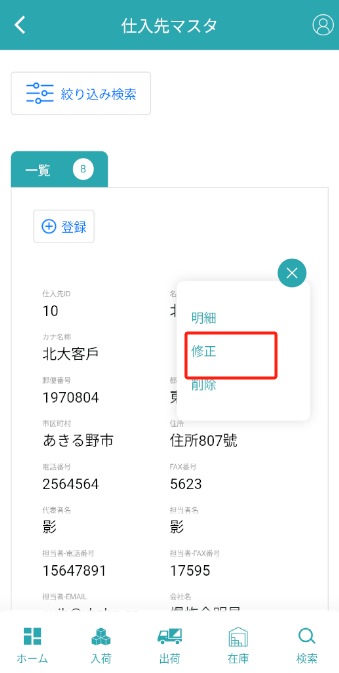 仕入先マスタ
絞り込み検索
一覧 8
登録
仕入先ID
10
カナ名称
北大客戶
明細
修正
削除
郵便番号
1970804
市区町村 住所
あきる野市 住所807號
電話番号 FAX番号
2564564 5623
代表者名 担当者名
影 影
担当者-電話番号 担当者-FAX番号
15647891 17595
担当者-EMAIL 会社名
ホーム 入荷 出荷 在庫 検索